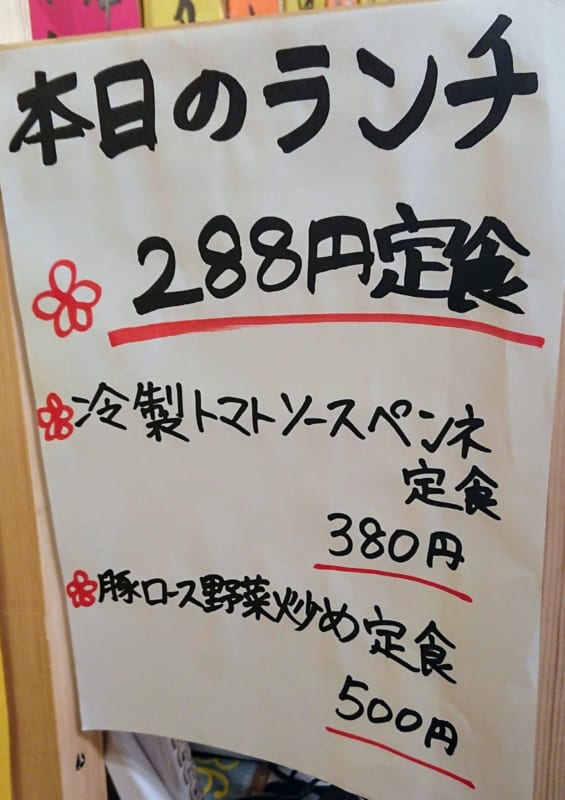 本日のランチ
288円定食
冷製トマトソースペンネ
定食
380円
豚ロース野菜炒め定食
500円